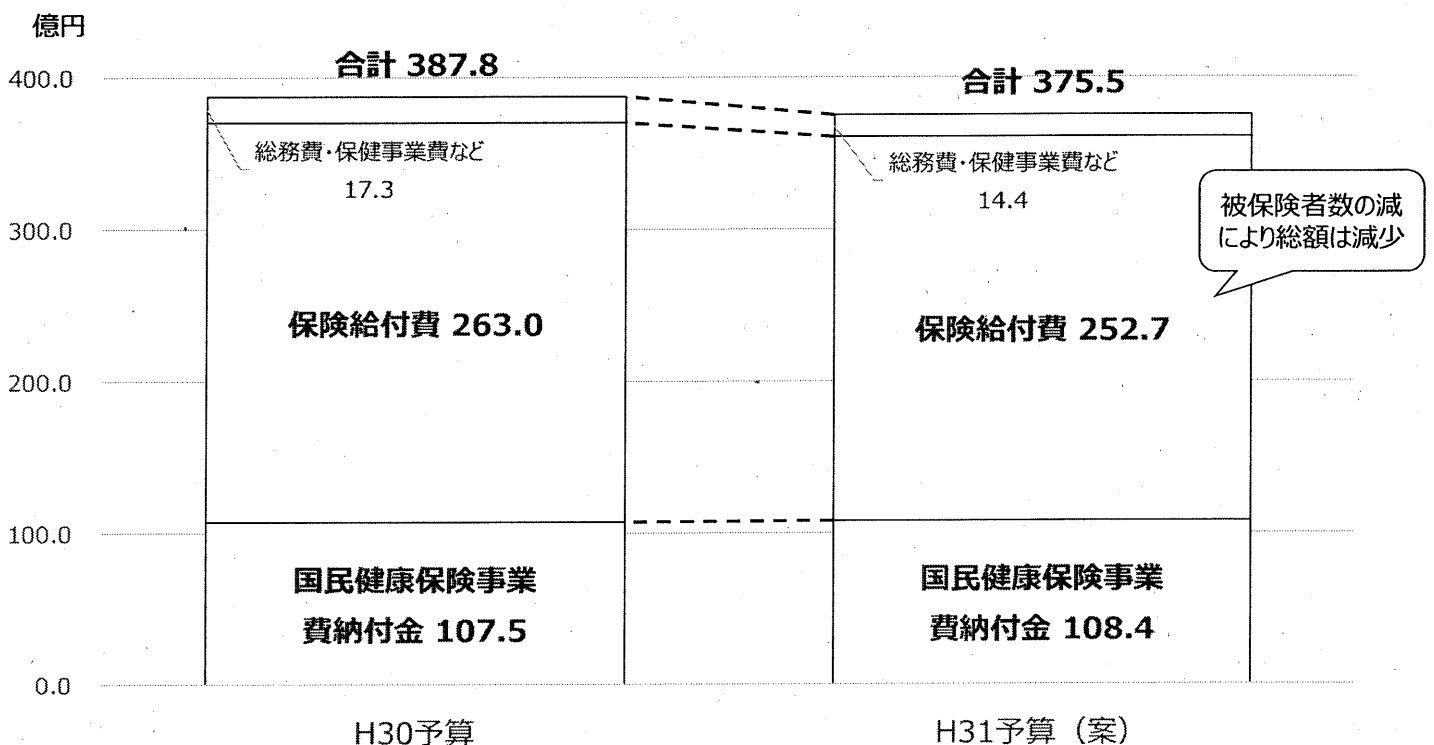 億円
合計 387.8
合計 375.5
400.0
総務費・保健事業費など
17.3
総務費・保健事業費など
14.4
被保険者数の減
により総額は減少
300.0
保険給付費 263.0
保険給付費 252.7
200.0
100.0
国民健康保険事業
費納付金 107.5
国民健康保険事業
費納付金 108.4
0.0
H30予算
H31予算（案）